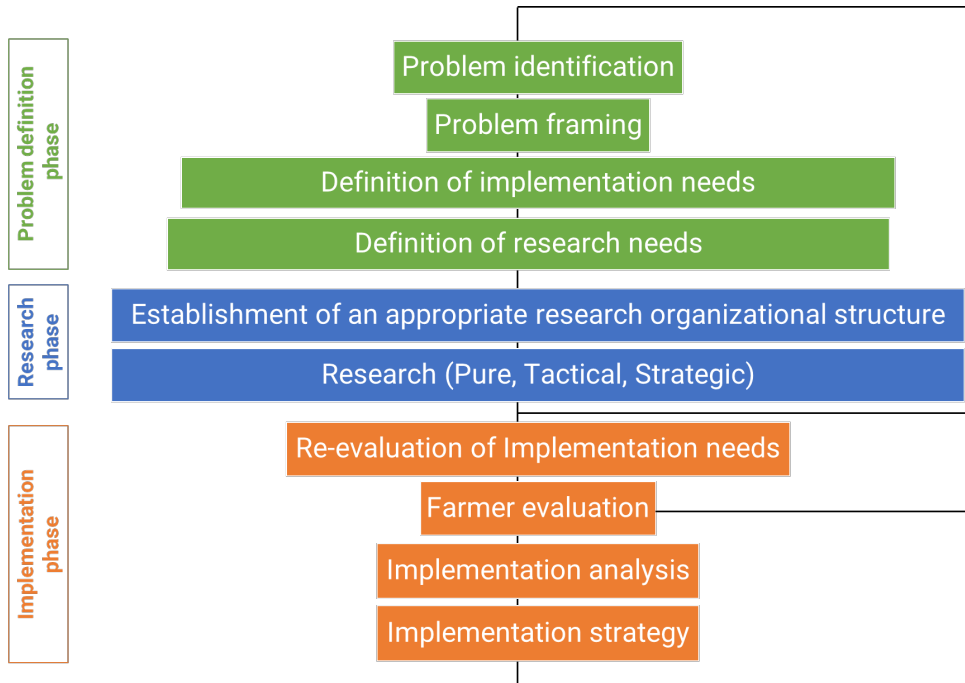 Problem definition
phase
Problem identification
Problem framing
Definition of implementation needs
Definition of research needs
Research
phase
Establishment of an appropriate research organizational structure
Research (Pure, Tactical, Strategic)
Implementation
phase
Re-evaluation of Implementation needs
Farmer evaluation
Implementation analysis
Implementation strategy